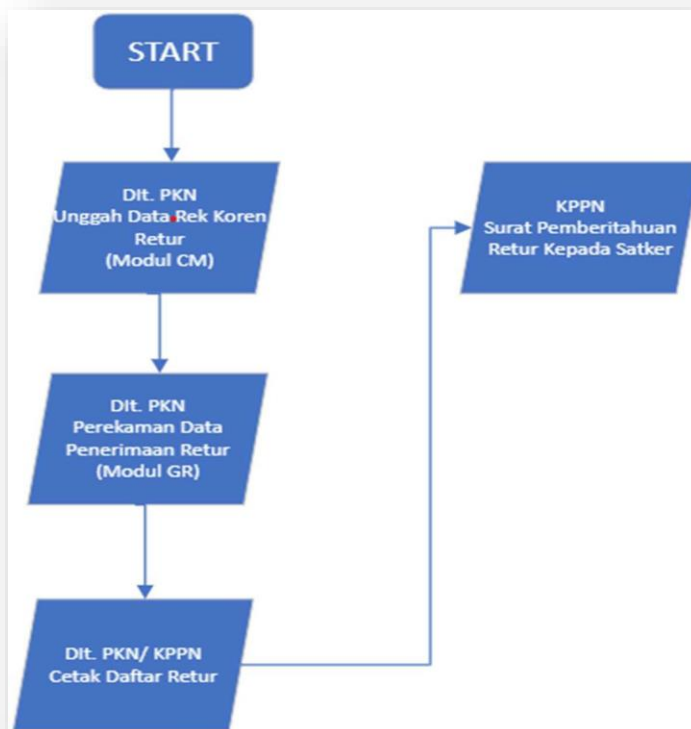 START
DIt. PKN
Unggah Data Rek Koren
Retur
(Modul CM)
DIt. PKN
Perekaman Data
Penerimaan Retur
(Modul GR)
DIt. PKN/ KPPN
Cetak Daftar Retur
KPPN
Surat Pemberitahuan
Retur Kepada Satker